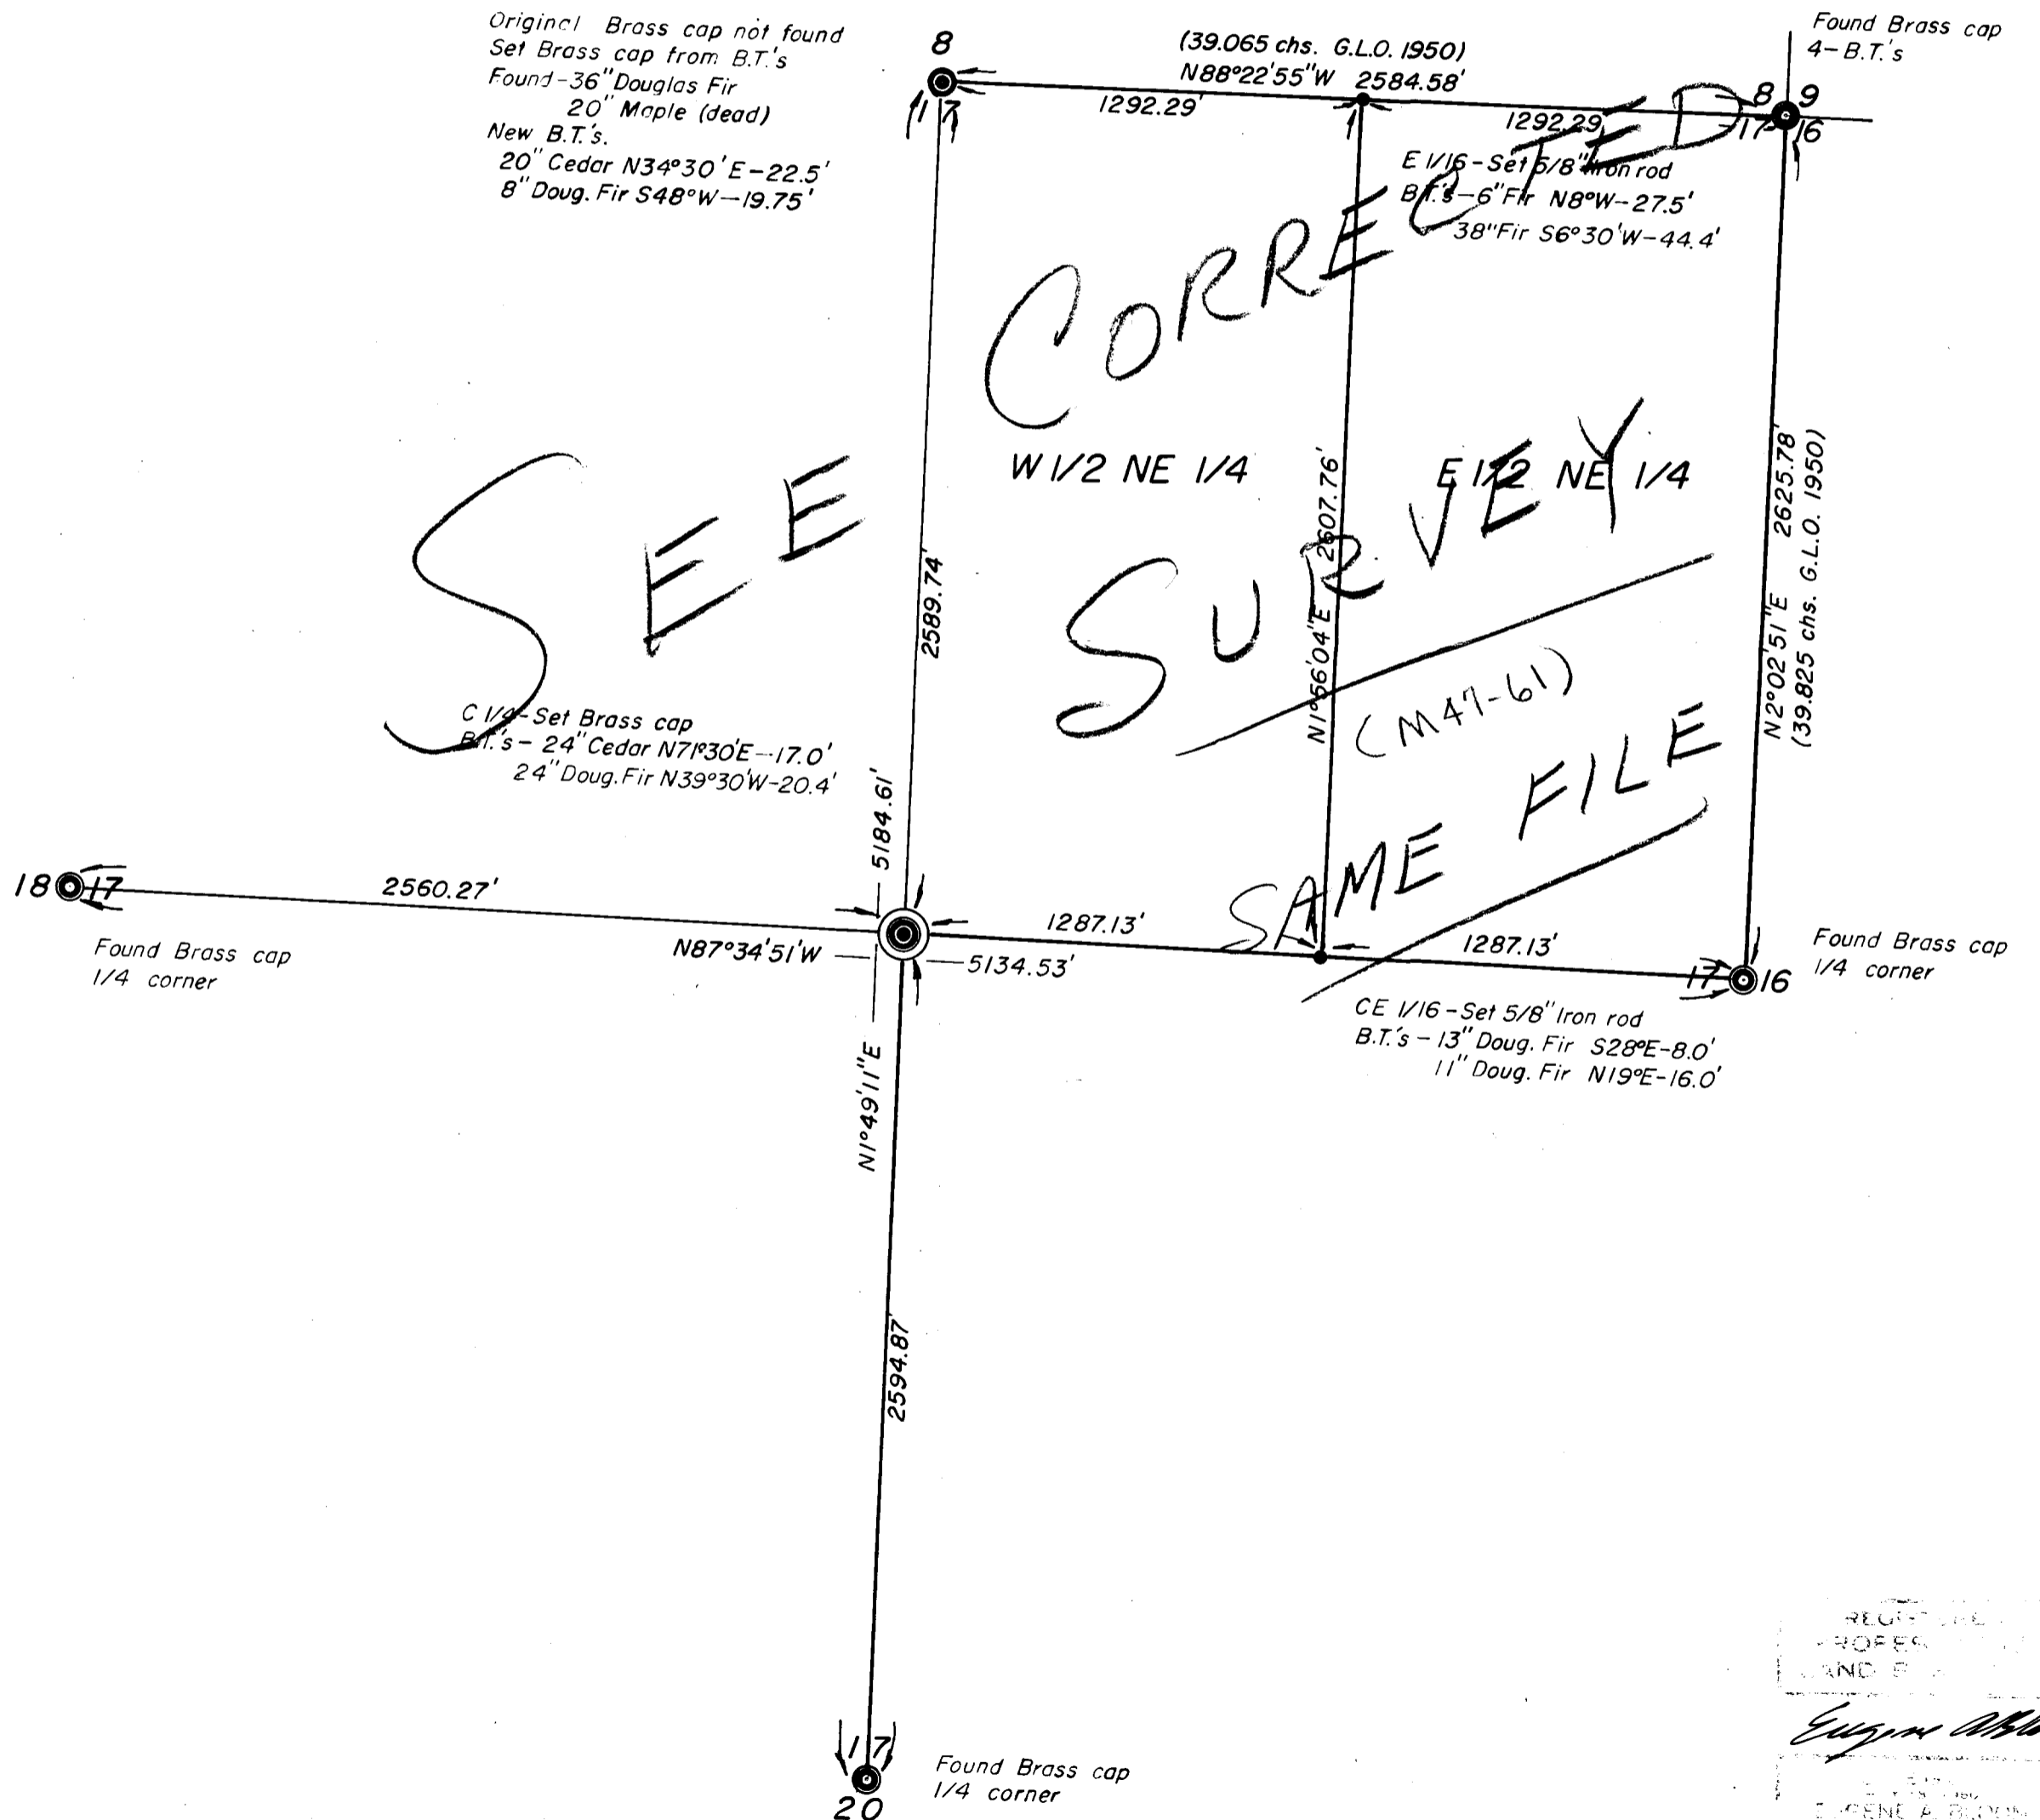 Original Brass cap not found
Set Brass cap from B.T.'s
Found-36" Douglas Fir
20" Maple (dead)
New B.T.'s.
20" Cedar N34°30'E-22.5'
8" Doug. Fir S48°W-19.75'
8
17
(39.065 chs. G.L.O. 1950)
N88°22'55"W 2584.58'
1292.29'
1292.29'
Found Brass cap
4-B.T.'s
8 9
17 16
E 1/16-Set 5/8" Iron rod
B.T.'s-6" Fir N8°W-27.5'
38" Fir S6°30'W-44.4'
SEE
CORRECTED
SURVEY
(M47-61)
SAME FILE
W 1/2 NE 1/4
E 1/2 NE 1/4
2589.74'
N1°56'04"E 2607.76'
N2°02'51"E 2625.78'
(39.825 chs. G.L.O. 1950)
C 1/4-Set Brass cap
B.T.'s- 24" Cedar N71°30'E-17.0'
24" Doug. Fir N39°30'W-20.4'
5184.61'
18 17
2560.27'
Found Brass cap
1/4 corner
N87°34'51'W
5134.53'
1287.13'
1287.13'
17 16
Found Brass cap
1/4 corner
CE 1/16-Set 5/8" Iron rod
B.T.'s - 13" Doug. Fir S28°E-8.0'
11" Doug. Fir N19°E-16.0'
N1°49'11"E
2594.87'
17
20
Found Brass cap
1/4 corner
Eugene